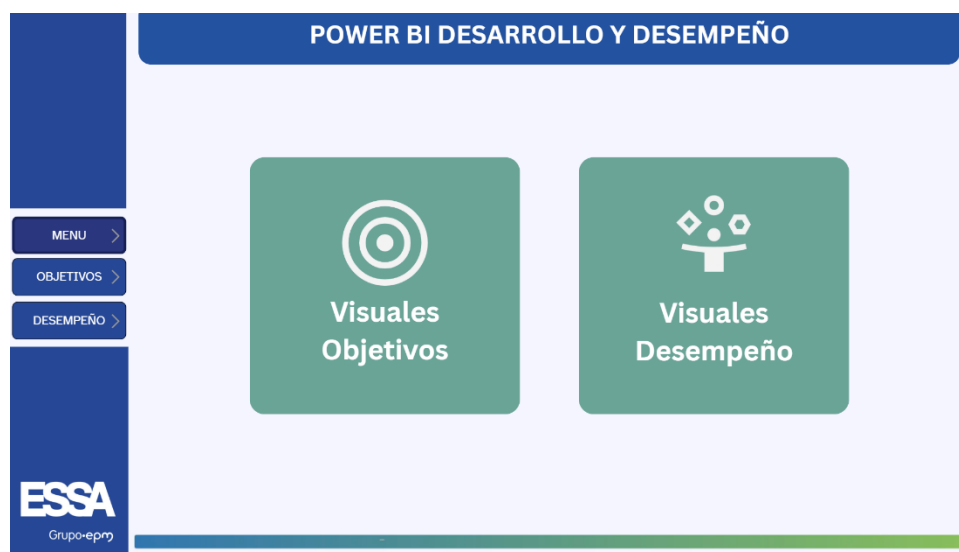 POWER BI DESARROLLO Y DESEMPEÑO
MENU
OBJETIVOS
DESEMPEÑO
Visuales
Objetivos
Visuales
Desempeño
ESSA
Grupo·epm